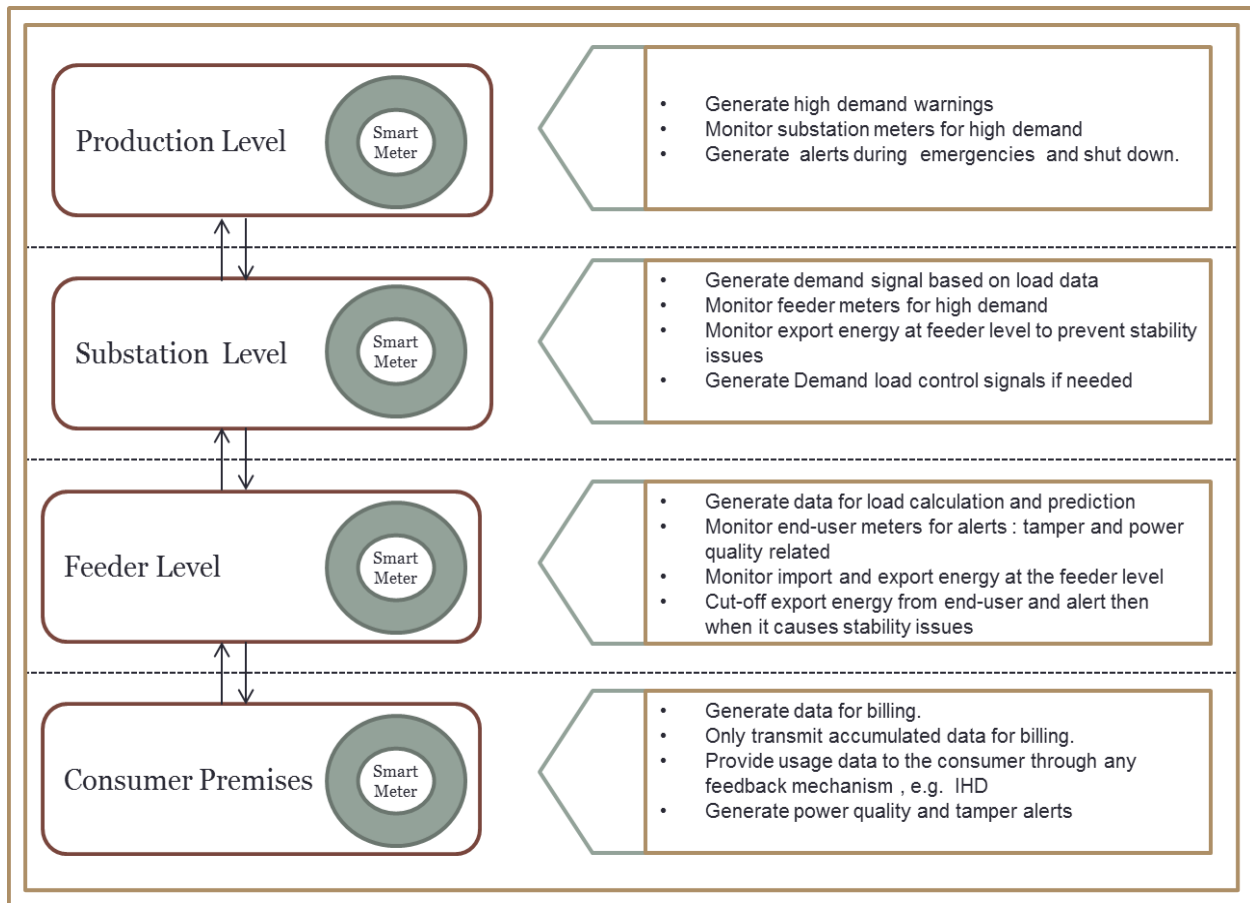 Production Level
Smart
Meter
• Generate high demand warnings
• Monitor substation meters for high demand
• Generate alerts during emergencies and shut down.
Substation Level
Smart
Meter
• Generate demand signal based on load data
• Monitor feeder meters for high demand
• Monitor export energy at feeder level to prevent stability
issues
• Generate Demand load control signals if needed
Feeder Level
Smart
Meter
• Generate data for load calculation and prediction
• Monitor end-user meters for alerts : tamper and power
quality related
• Monitor import and export energy at the feeder level
• Cut-off export energy from end-user and alert then
when it causes stability issues
Consumer Premises
Smart
Meter
• Generate data for billing.
• Only transmit accumulated data for billing.
• Provide usage data to the consumer through any
feedback mechanism , e.g. IHD
• Generate power quality and tamper alerts